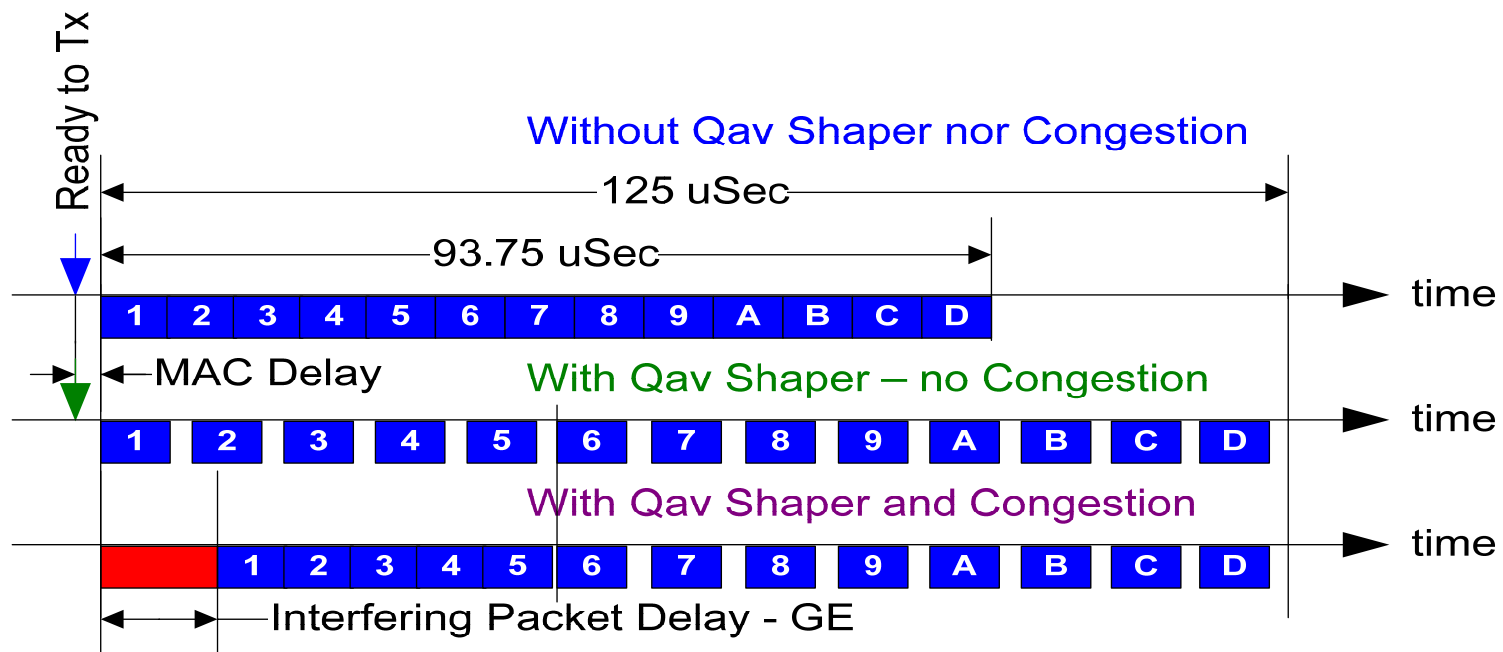 Ready to Tx
Without Qav Shaper nor Congestion
125 uSec
93.75 uSec
time
1 2 3 4 5 6 7 8 9 A B C D
MAC Delay
With Qav Shaper – no Congestion
time
1 2 3 4 5 6 7 8 9 A B C D
With Qav Shaper and Congestion
time
1 2 3 4 5 6 7 8 9 A B C D
Interfering Packet Delay - GE